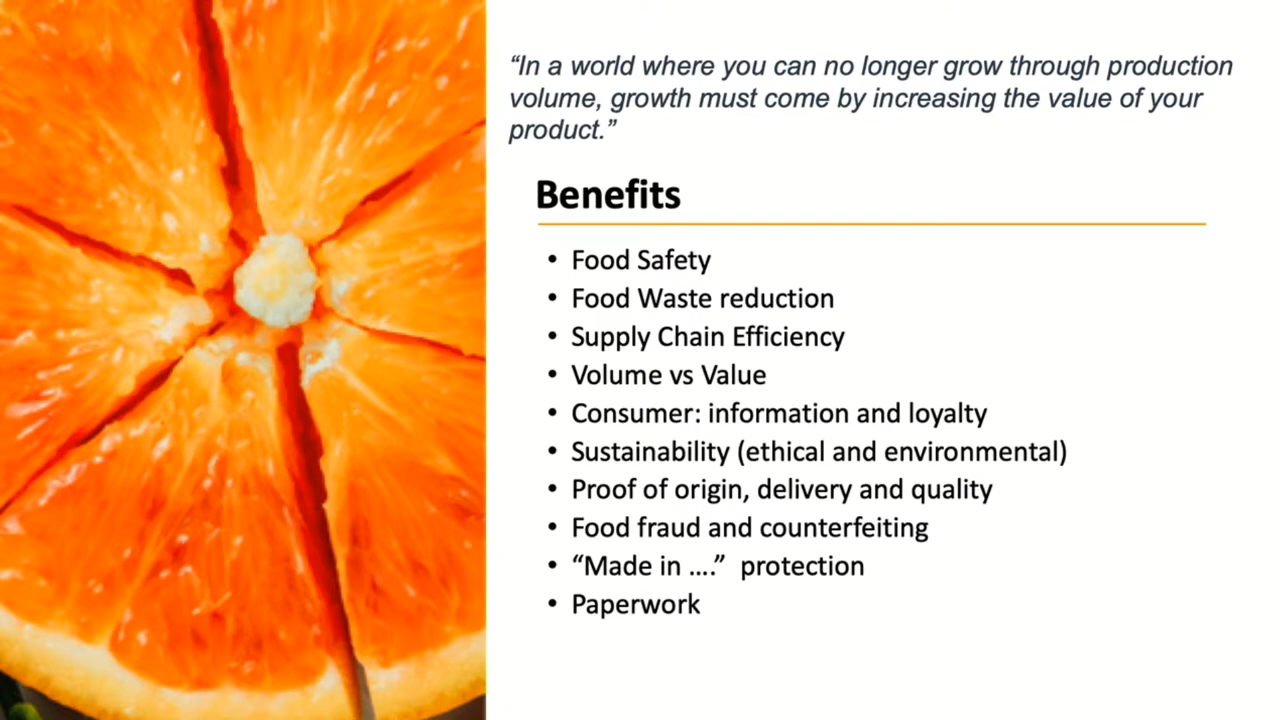 “In a world where you can no longer grow through production
volume, growth must come by increasing the value of your
product.”
Benefits
• Food Safety
• Food Waste reduction
• Supply Chain Efficiency
• Volume vs Value
• Consumer: information and loyalty
• Sustainability (ethical and environmental)
• Proof of origin, delivery and quality
• Food fraud and counterfeiting
• “Made in ….”  protection
• Paperwork